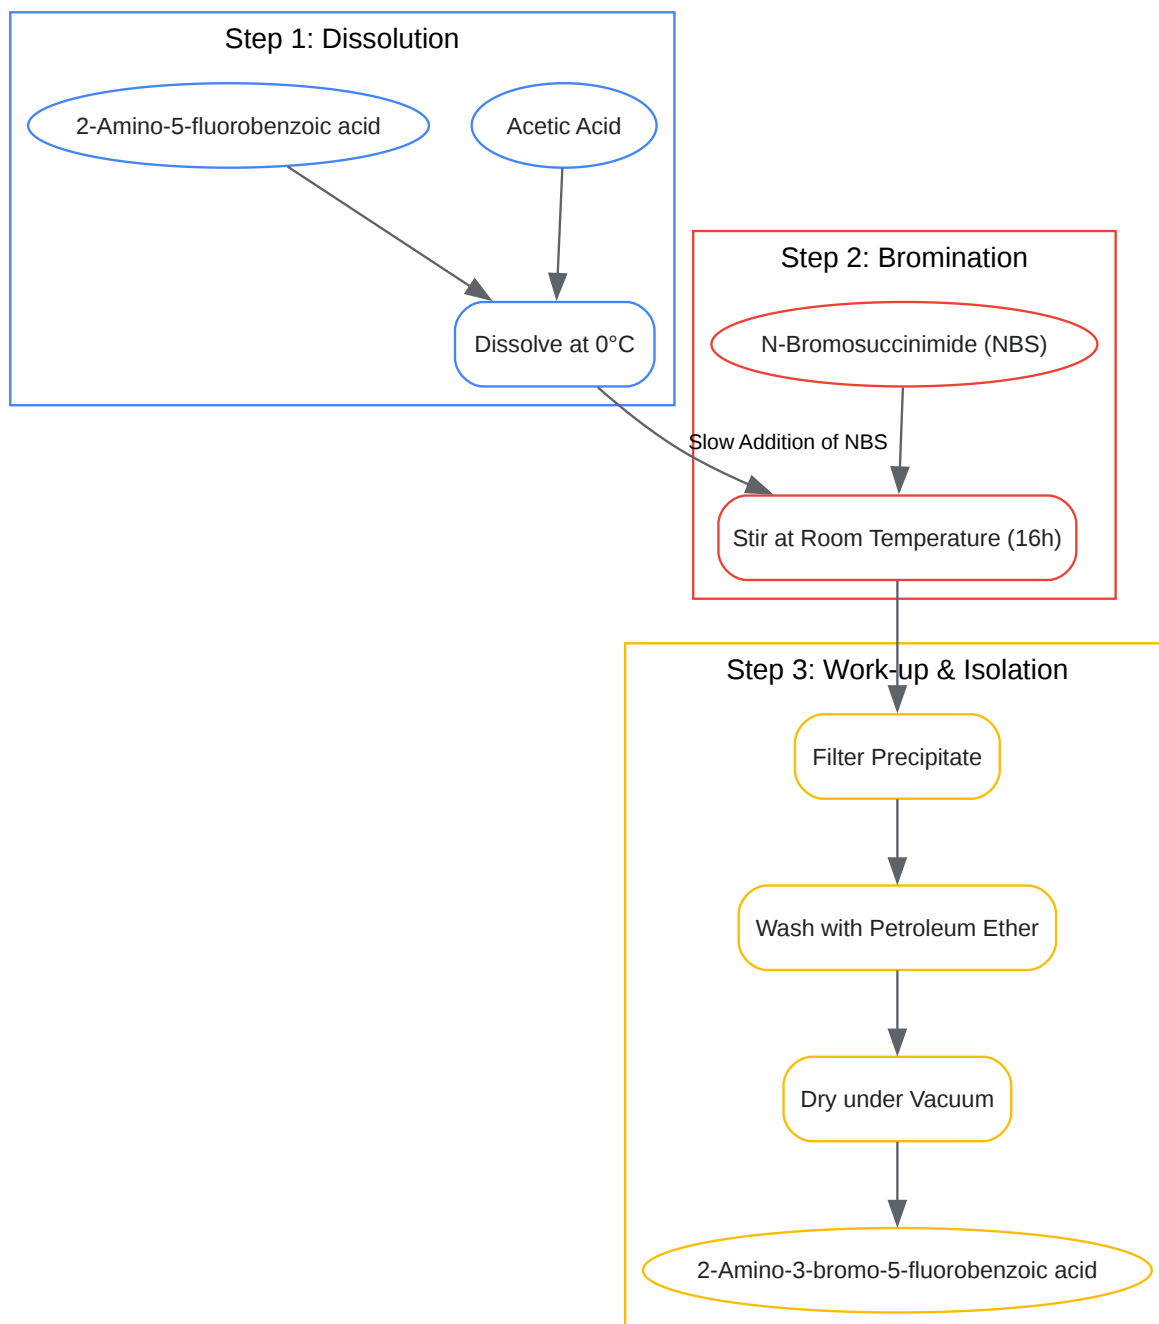 Step 1: Dissolution
2-Amino-5-fluorobenzoic acid
Acetic Acid
Dissolve at 0°C
Step 2: Bromination
N-Bromosuccinimide (NBS)
Slow Addition of NBS
Stir at Room Temperature (16h)
Step 3: Work-up & Isolation
Filter Precipitate
Wash with Petroleum Ether
Dry under Vacuum
2-Amino-3-bromo-5-fluorobenzoic acid